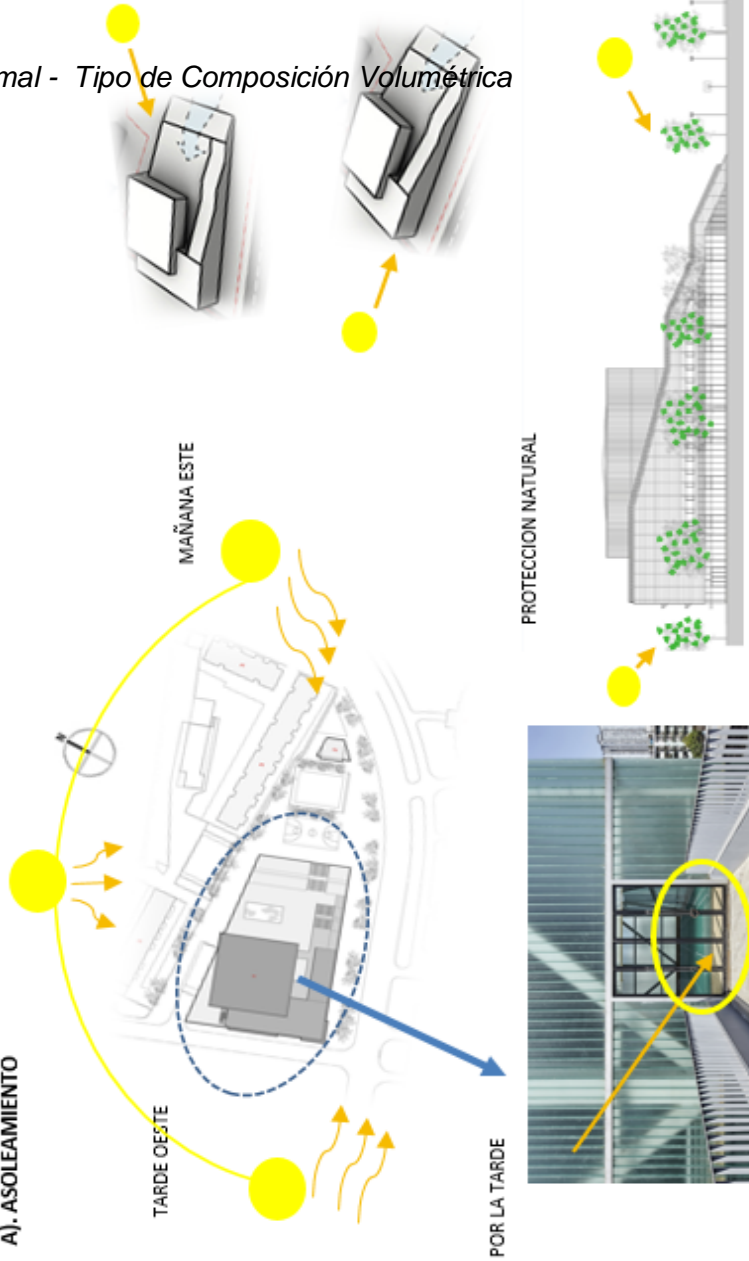 mal - Tipo de Composición Volumétrica
A). ASOLEAMIENTO
TARDE OESTE
MAÑANA ESTE
N
POR LA TARDE
PROTECCION NATURAL